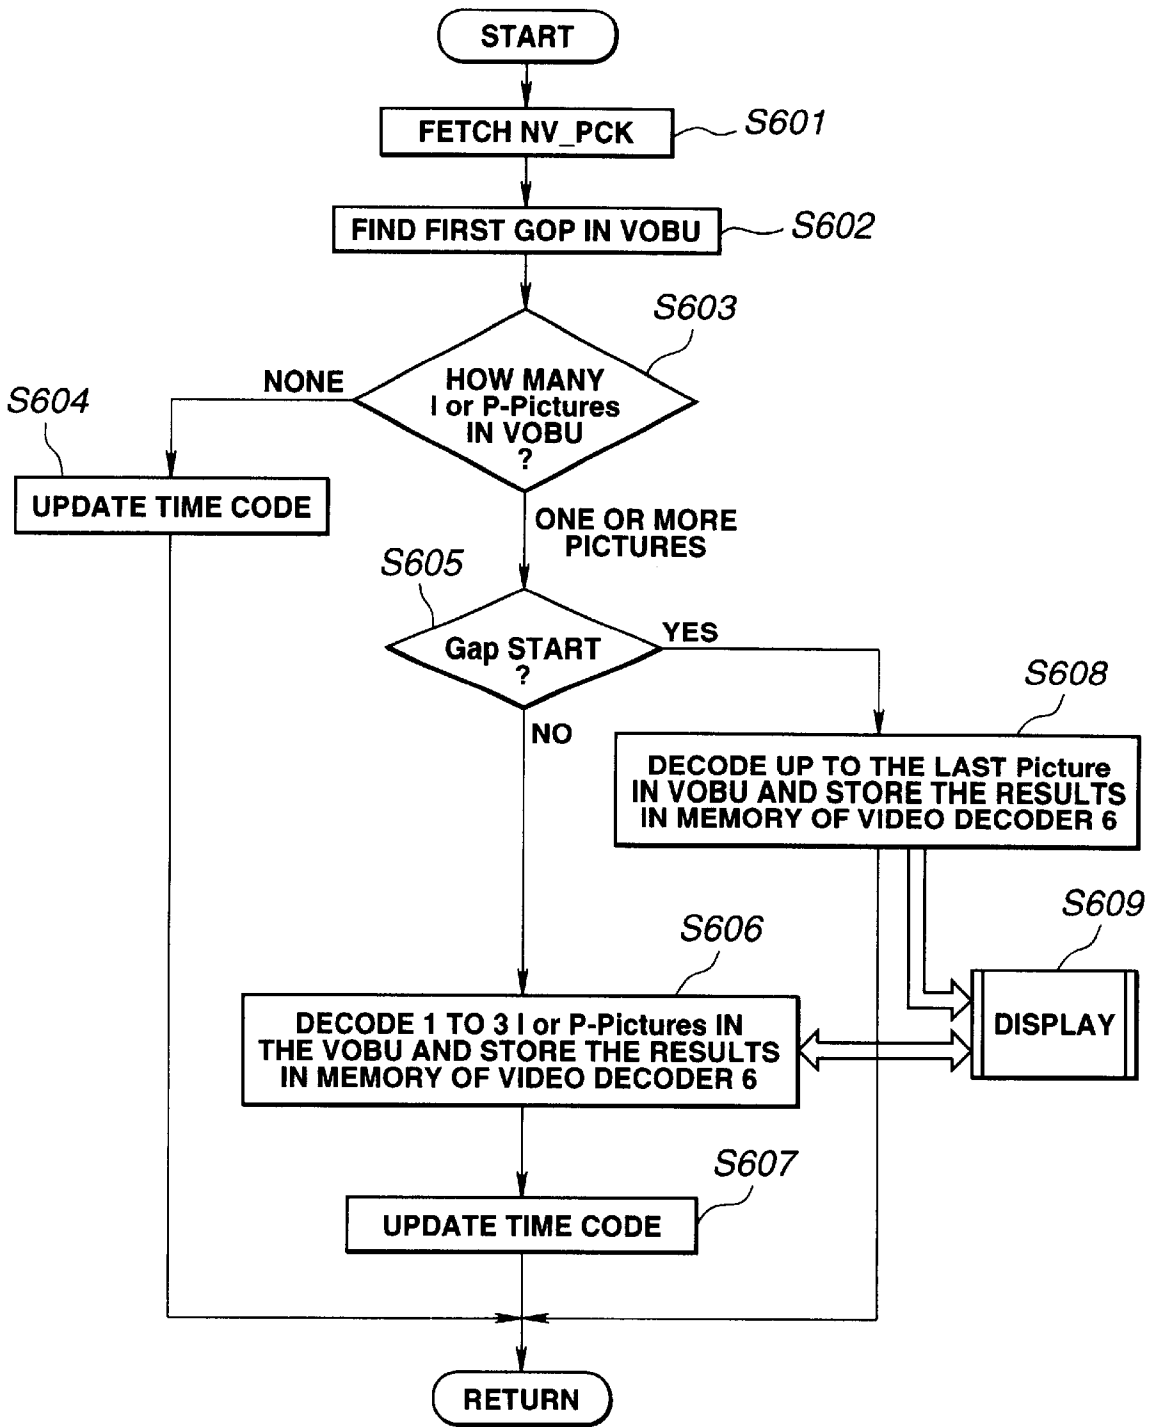 START
FETCH NV_PCK
S601
FIND FIRST GOP IN VOBU
S602
S603
HOW MANY
I or P-Pictures
IN VOBU
?
NONE
S604
UPDATE TIME CODE
ONE OR MORE
PICTURES
S605
Gap START
?
YES
NO
S608
DECODE UP TO THE LAST Picture
IN VOBU AND STORE THE RESULTS
IN MEMORY OF VIDEO DECODER 6
S609
DISPLAY
S606
DECODE 1 TO 3 I or P-Pictures IN
THE VOBU AND STORE THE RESULTS
IN MEMORY OF VIDEO DECODER 6
S607
UPDATE TIME CODE
RETURN